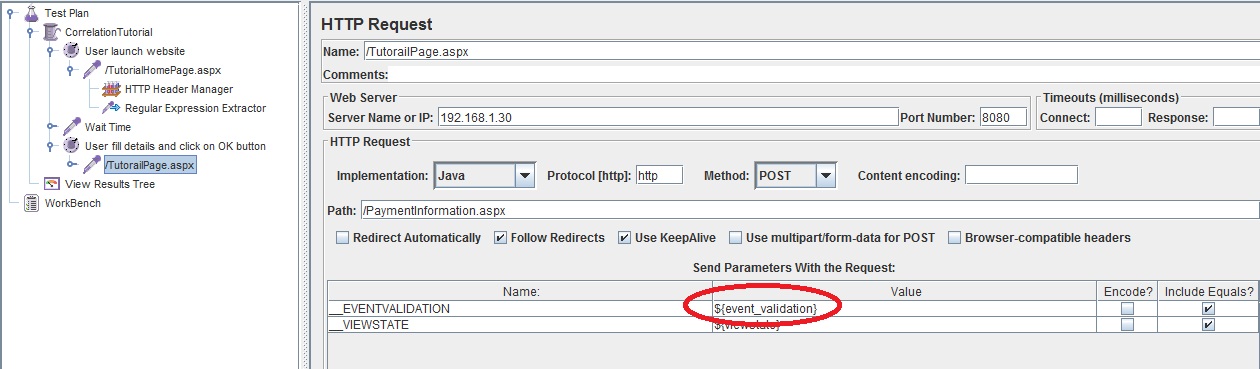 Test Plan
CorrelationTutorial
User launch website
/TutorialHomePage.aspx
HTTP Header Manager
Regular Expression Extractor
Wait Time
User fill details and click on OK button
/TutorailPage.aspx
View Results Tree
WorkBench
HTTP Request
Name: /TutorailPage.aspx
Comments:
Web Server
Timeouts (milliseconds)
Server Name or IP: 192.168.1.30 Port Number: 8080 Connect: Response:
HTTP Request
Implementation: Java Protocol [http]: http Method: POST Content encoding:
Path: /PaymentInformation.aspx
Redirect Automatically Follow Redirects Use KeepAlive Use multipart/form-data for POST Browser-compatible headers
Send Parameters With the Request:
Name: Value Encode? Include Equals?
__EVENTVALIDATION ${event_validation}
__VIEWSTATE ${viewstate}